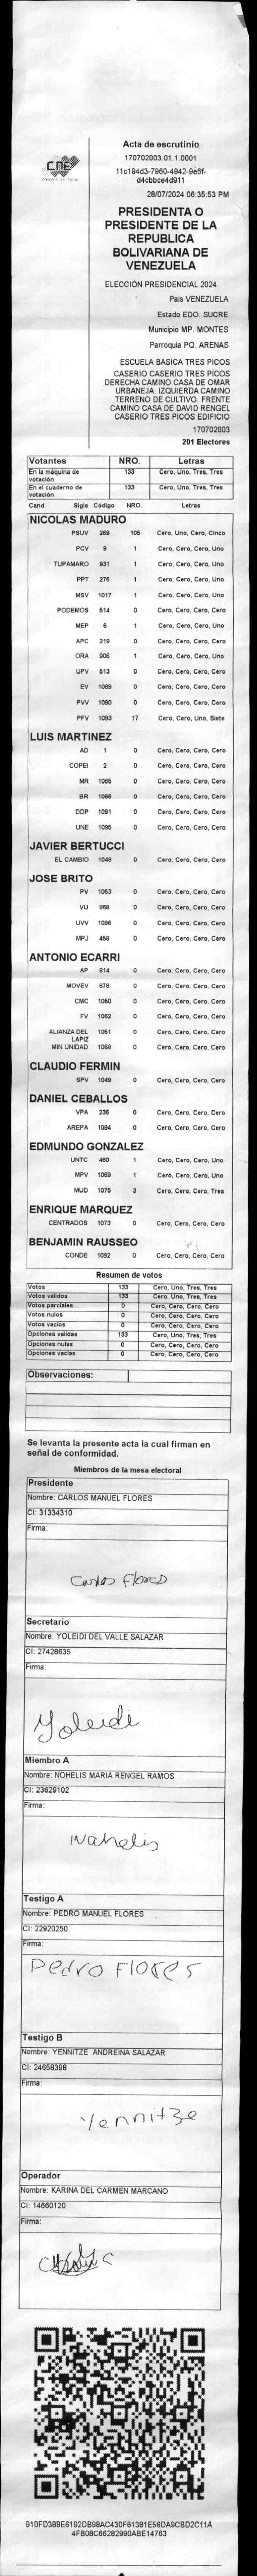 CNE
Acta de escrutinio
170702003.01.1.0001
11c194d3-7960-4942-9e6f-
d4cbbce4d911
28/07/2024 06:35:53 PM
PRESIDENTA O
PRESIDENTE DE LA
REPUBLICA
BOLIVARIANA DE
VENEZUELA
ELECCIÓN PRESIDENCIAL 2024
País VENEZUELA
Estado EDO. SUCRE
Municipio MP. MONTES
Parroquia PQ. ARENAS
ESCUELA BASICA TRES PICOS
CASERIO CASERIO TRES PICOS
DERECHA CAMINO CASA DE OMAR
URBANEJA. IZQUIERDA CAMINO
TERRENO DE CULTIVO. FRENTE
CAMINO CASA DE DAVID RENGEL
CASERIO TRES PICOS EDIFICIO
170702003
201 Electores
Votantes NRO. Letras
En la máquina de votación 133 Cero, Uno, Tres, Tres
En el cuaderno de votación 133 Cero, Uno, Tres, Tres
Cand. Sigla Código NRO. Letras
NICOLAS MADURO
PSUV 269 105 Cero, Uno, Cero, Cinco
PCV 9 1 Cero, Cero, Cero, Uno
TUPAMARO 931 1 Cero, Cero, Cero, Uno
PPT 276 1 Cero, Cero, Cero, Uno
MSV 1017 1 Cero, Cero, Cero, Uno
PODEMOS 514 0 Cero, Cero, Cero, Cero
MEP 6 1 Cero, Cero, Cero, Uno
APC 219 0 Cero, Cero, Cero, Cero
ORA 906 1 Cero, Cero, Cero, Uno
UPV 513 0 Cero, Cero, Cero, Cero
EV 1089 0 Cero, Cero, Cero, Cero
PVV 1090 0 Cero, Cero, Cero, Cero
PFV 1093 17 Cero, Cero, Uno, Siete
LUIS MARTINEZ
AD 1 0 Cero, Cero, Cero, Cero
COPEI 2 0 Cero, Cero, Cero, Cero
MR 1065 0 Cero, Cero, Cero, Cero
BR 1066 0 Cero, Cero, Cero, Cero
DDP 1091 0 Cero, Cero, Cero, Cero
UNE 1095 0 Cero, Cero, Cero, Cero
JAVIER BERTUCCI
EL CAMBIO 1048 0 Cero, Cero, Cero, Cero
JOSE BRITO
PV 1053 0 Cero, Cero, Cero, Cero
VU 868 0 Cero, Cero, Cero, Cero
UVV 1096 0 Cero, Cero, Cero, Cero
MPJ 458 0 Cero, Cero, Cero, Cero
ANTONIO ECARRI
AP 914 0 Cero, Cero, Cero, Cero
MOVEV 878 0 Cero, Cero, Cero, Cero
CMC 1050 0 Cero, Cero, Cero, Cero
FV 1062 0 Cero, Cero, Cero, Cero
ALIANZA DEL LAPIZ 1051 0 Cero, Cero, Cero, Cero
MIN UNIDAD 1068 0 Cero, Cero, Cero, Cero
CLAUDIO FERMIN
SPV 1049 0 Cero, Cero, Cero, Cero
DANIEL CEBALLOS
VPA 236 0 Cero, Cero, Cero, Cero
AREPA 1094 0 Cero, Cero, Cero, Cero
EDMUNDO GONZALEZ
UNTC 460 1 Cero, Cero, Cero, Uno
MPV 1069 1 Cero, Cero, Cero, Uno
MUD 1075 3 Cero, Cero, Cero, Tres
ENRIQUE MARQUEZ
CENTRADOS 1073 0 Cero, Cero, Cero, Cero
BENJAMIN RAUSSEO
CONDE 1092 0 Cero, Cero, Cero, Cero
Resumen de votos
Votos 133 Cero, Uno, Tres, Tres
Votos validos 133 Cero, Uno, Tres, Tres
Votos parciales 0 Cero, Cero, Cero, Cero
Votos nulos 0 Cero, Cero, Cero, Cero
Votos vacios 0 Cero, Cero, Cero, Cero
Opciones validas 133 Cero, Uno, Tres, Tres
Opciones nulas 0 Cero, Cero, Cero, Cero
Opciones vacias 0 Cero, Cero, Cero, Cero
Observaciones:
Se levanta la presente acta la cual firman en
señal de conformidad.
Miembros de la mesa electoral
Presidente
Nombre: CARLOS MANUEL FLORES
CI: 31334310
Firma:
Carlos Flores
Secretario
Nombre: YOLEIDI DEL VALLE SALAZAR
CI: 27428635
Firma:
Yoleide
Miembro A
Nombre: NOHELIS MARIA RENGEL RAMOS
CI: 23629102
Firma:
Nohelis
Testigo A
Nombre: PEDRO MANUEL FLORES
CI: 22920250
Firma:
Pedro Flores
Testigo B
Nombre: YENNITZE ANDREINA SALAZAR
CI: 24658398
Firma:
Yennitze
Operador
Nombre: KARINA DEL CARMEN MARCANO
CI: 14660120
Firma:
910FD388E6192DB98AC430F61381E56DA9CBD2C11A
4FB08C66282990ABE14763